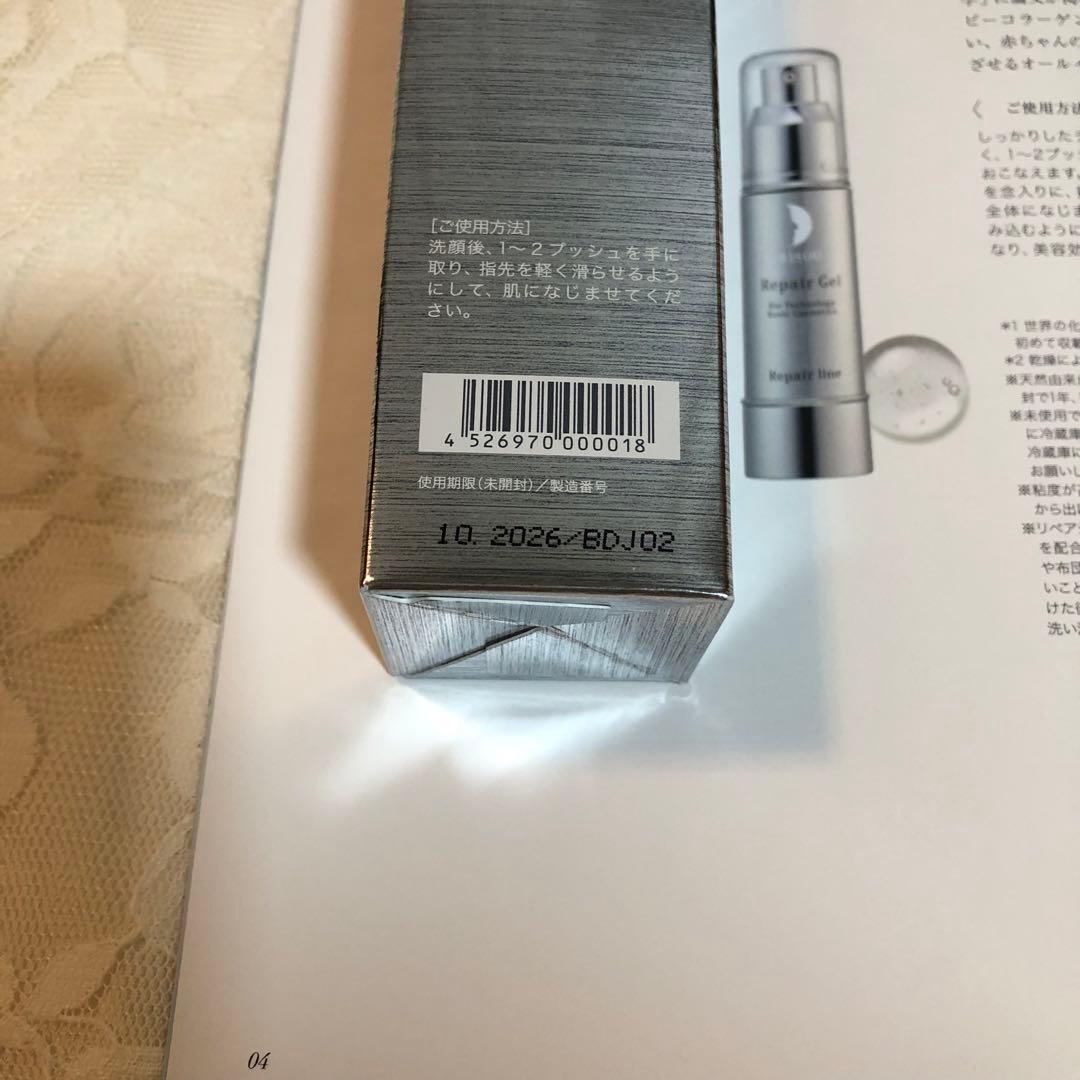 [ご使用方法]
洗顔後、1〜2プッシュを手に
取り、指先を軽く滑らせるよう
にして、肌になじませてくだ
さい。
4 526970 000018
使用期限(未開封)/製造番号
10. 2026/BDJ02
Repair Gel
Repair line
ビーコラーゲン
い、赤ちゃんの
ざせるオール
ご使用方法
しっかりした
く、1〜2プッ
おこなえます。
を念入りに、
全体になじま
み込むように
なり、美容効
*1 世界の化
初めて収載
*2 乾燥によ
※天然由来
封で1年、
※未使用で
に冷蔵庫
冷蔵庫に
お願いし
※粘度が
から出
※リペア
を配合
や布団
いこと
けた後
洗い
04